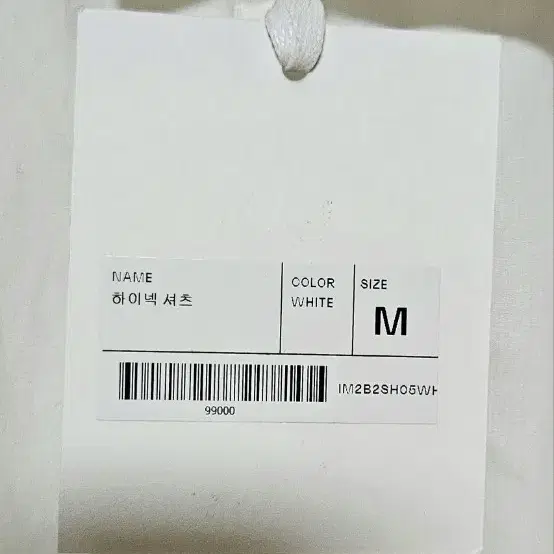 NAME
하이넥 셔츠
COLOR
WHITE
SIZE
M
99000
IM2B2SH05WH